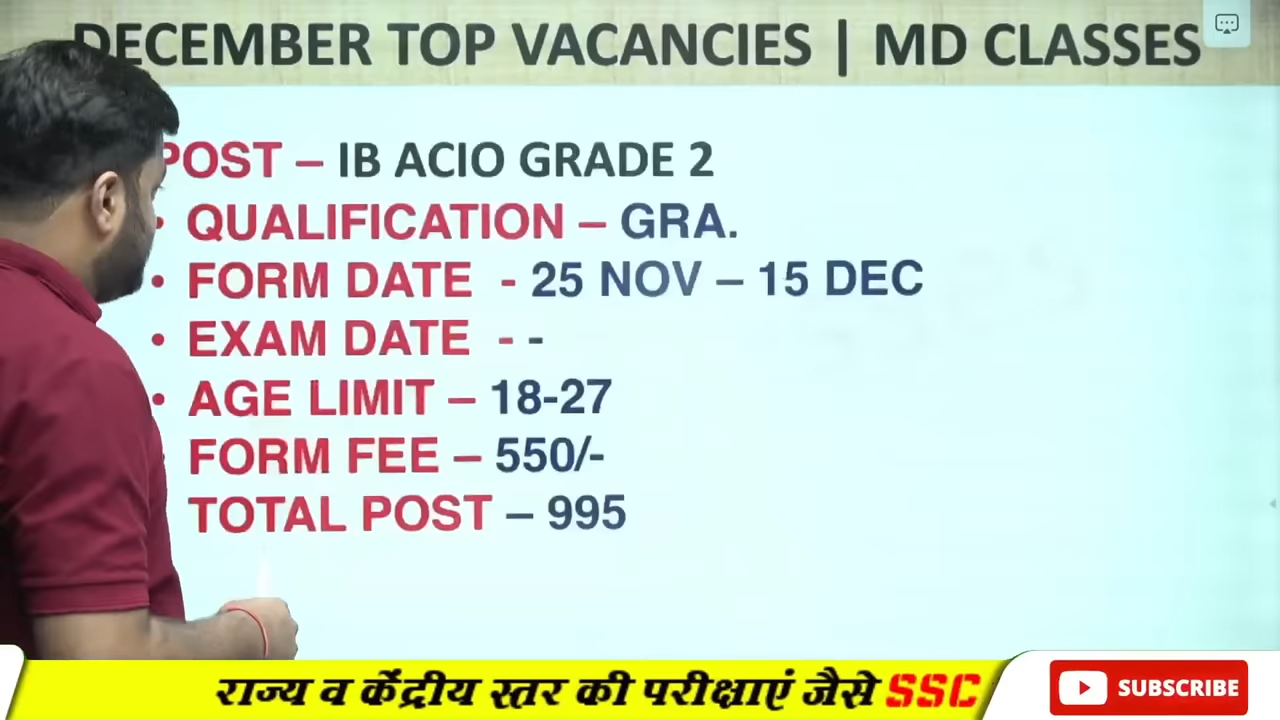 DECEMBER TOP VACANCIES | MD CLASSES
POST – IB ACIO GRADE 2
• QUALIFICATION – GRA.
• FORM DATE - 25 NOV – 15 DEC
• EXAM DATE - -
• AGE LIMIT – 18-27
FORM FEE – 550/-
TOTAL POST – 995
राज्य व केंद्रीय स्तर की परीक्षाएं जैसे SSC
SUBSCRIBE